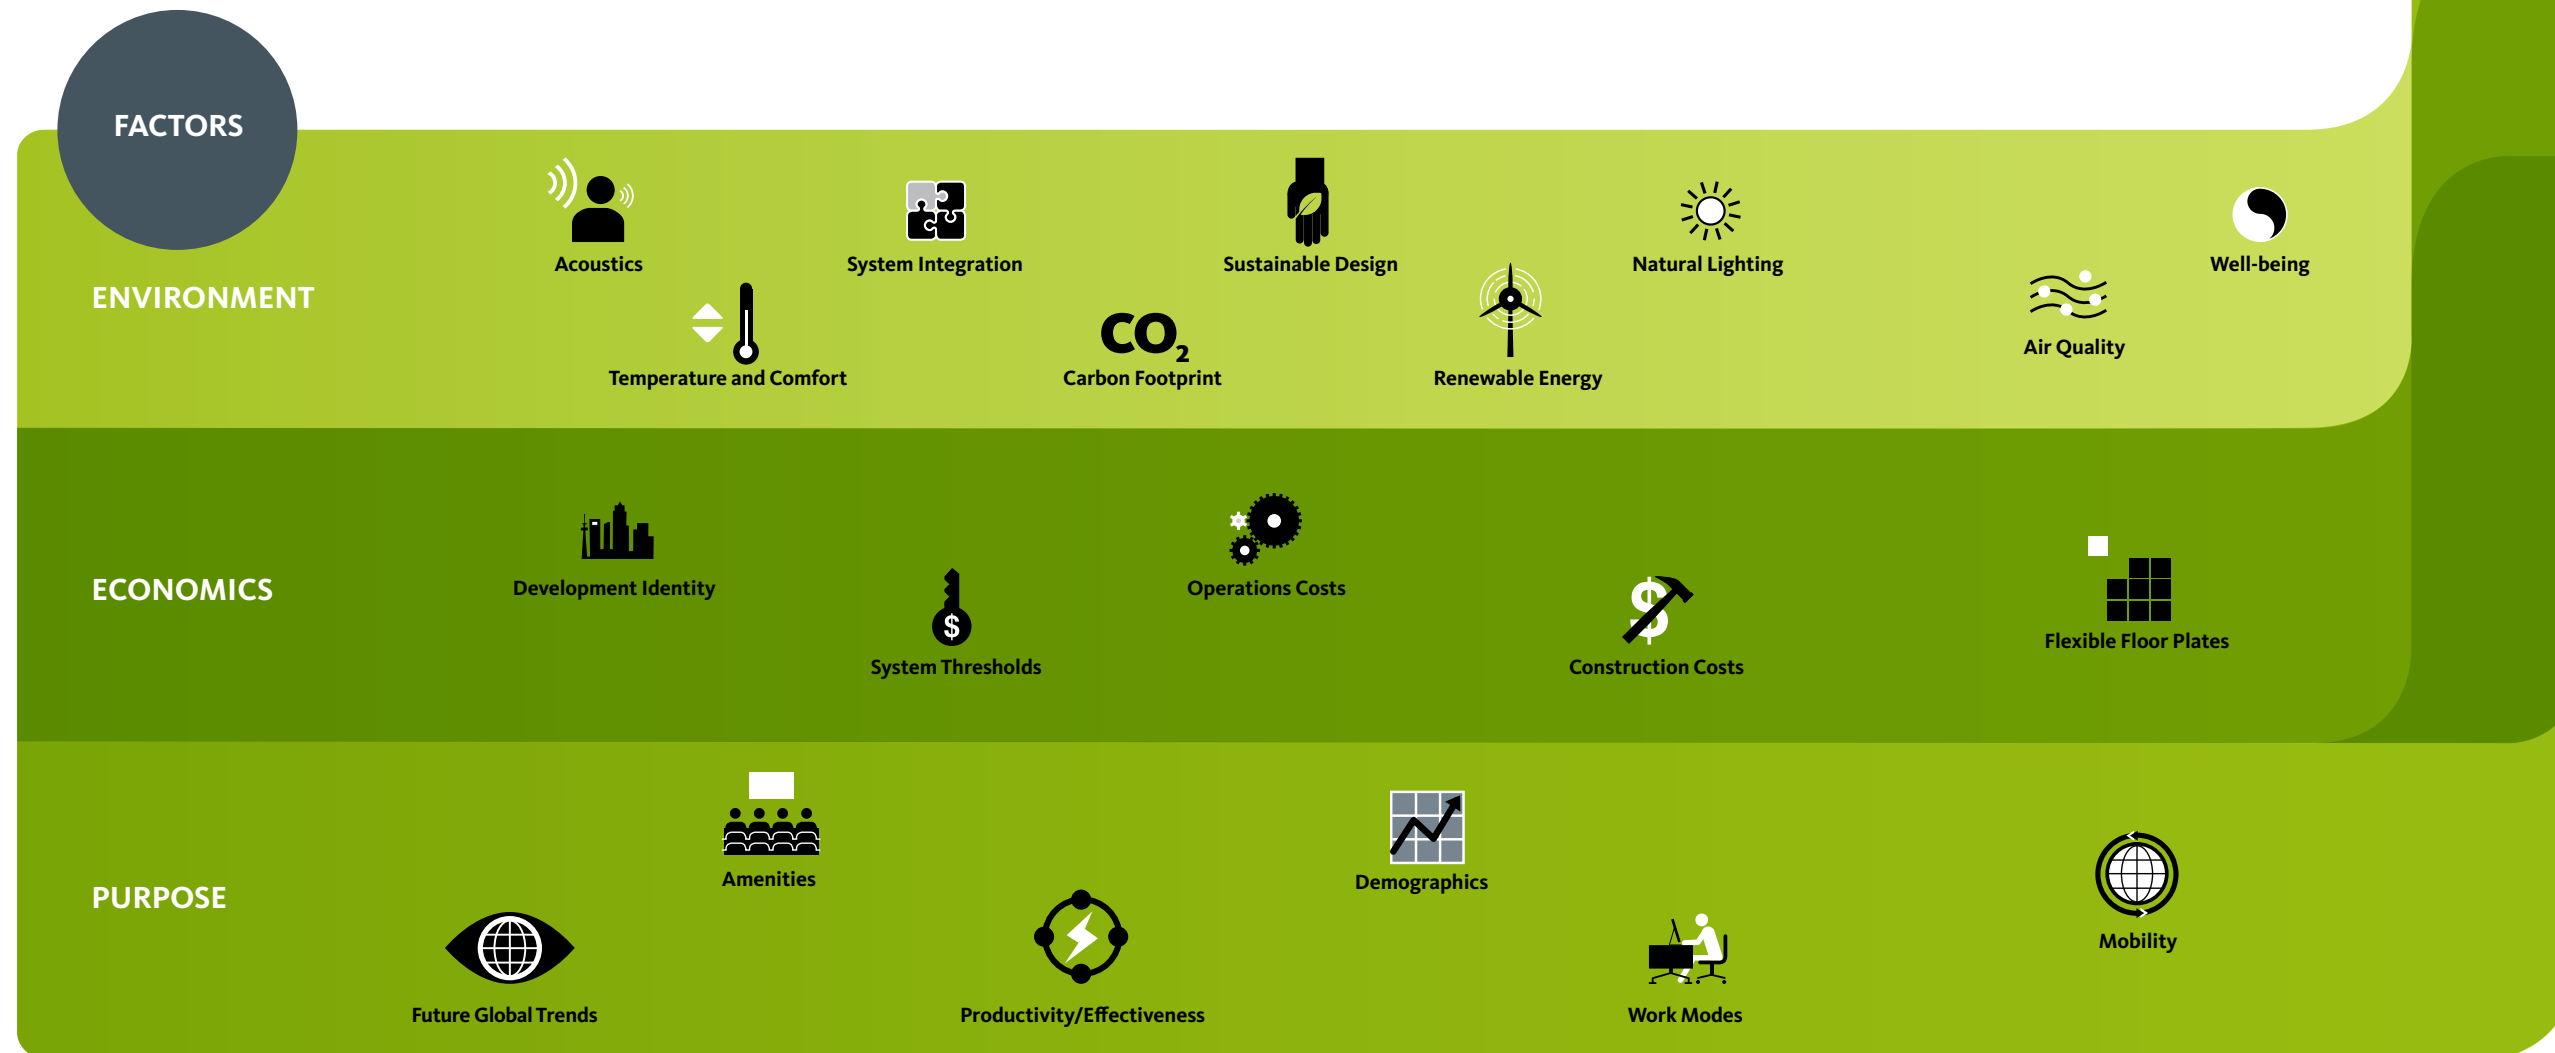 FACTORS
ENVIRONMENT
Acoustics
System Integration
Sustainable Design
Natural Lighting
Well-being
Temperature and Comfort
CO₂
Carbon Footprint
Renewable Energy
Air Quality
ECONOMICS
Development Identity
$
System Thresholds
Operations Costs
$
Construction Costs
Flexible Floor Plates
PURPOSE
Amenities
Demographics
Mobility
Future Global Trends
Productivity/Effectiveness
Work Modes